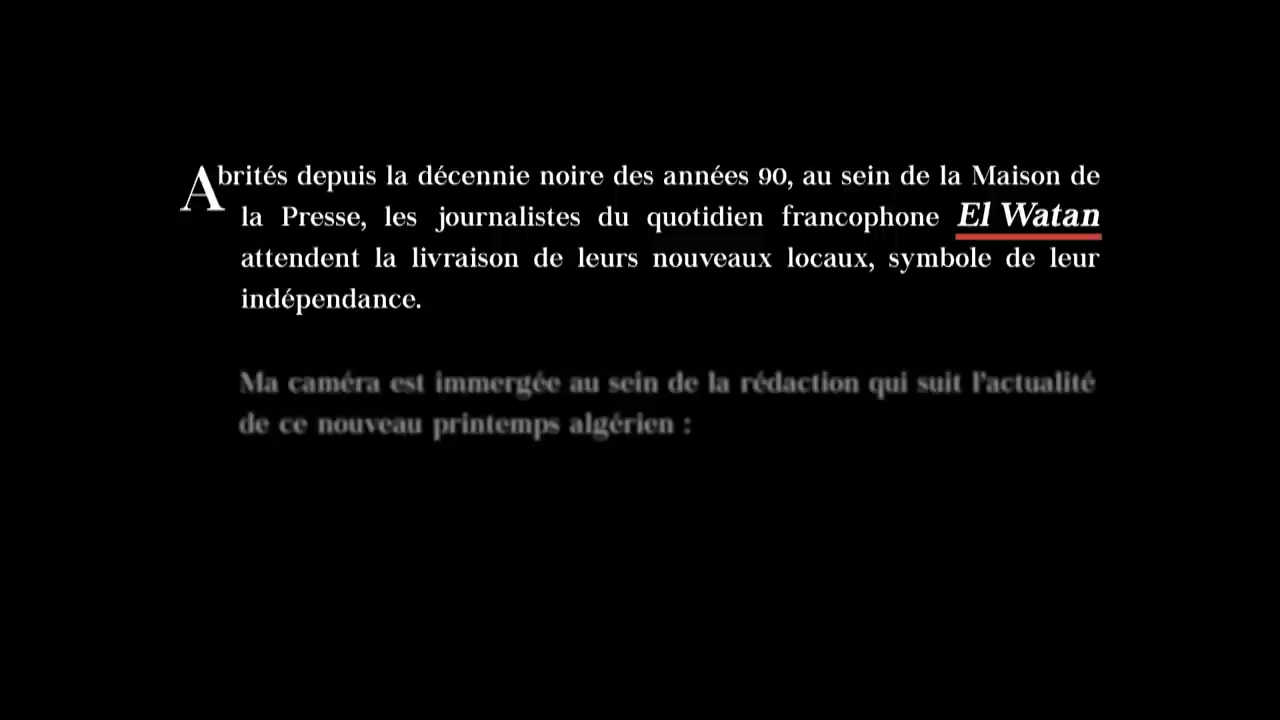 Abrités depuis la décennie noire des années 90, au sein de la Maison de
la Presse, les journalistes du quotidien francophone El Watan
attendent la livraison de leurs nouveaux locaux, symbole de leur
indépendance.
Ma caméra est immergée au sein de la rédaction qui suit l'actualité
de ce nouveau printemps algérien :